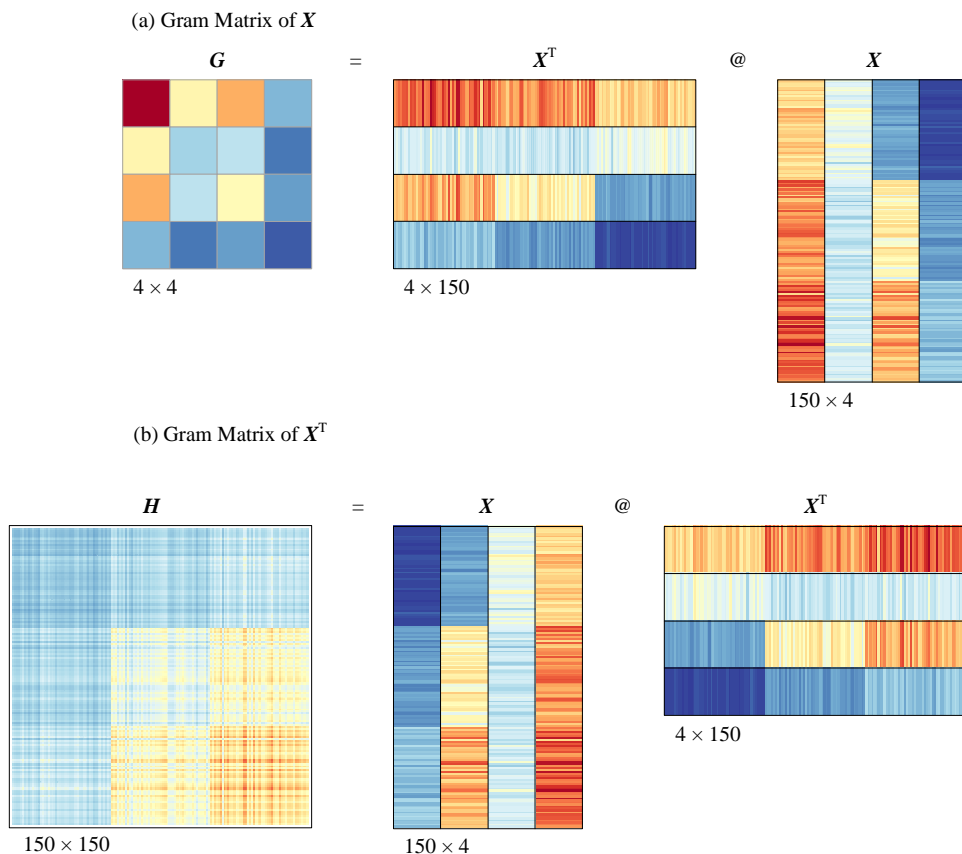 (a) Gram Matrix of X
G = Xᵀ @ X
4 × 4
4 × 150
150 × 4
(b) Gram Matrix of Xᵀ
H = X @ Xᵀ
4 × 150
150 × 150
150 × 4